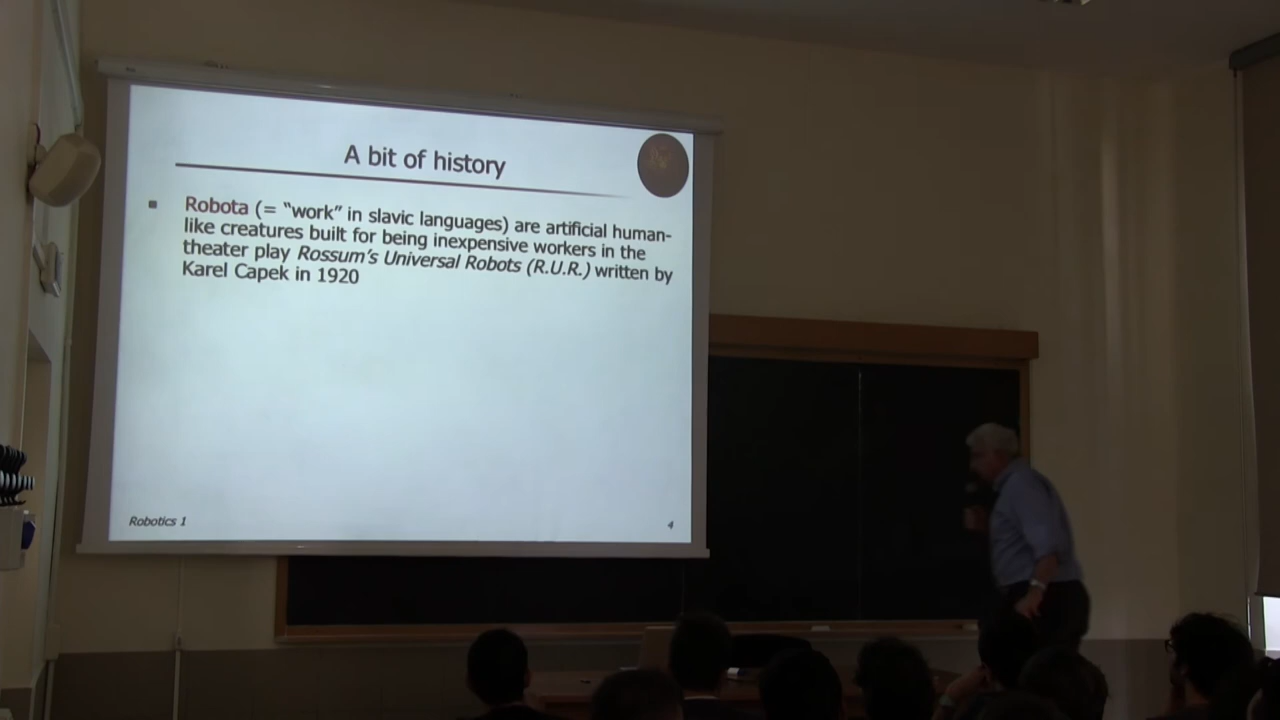 A bit of history
Robota (= “work” in slavic languages) are artificial human-
like creatures built for being inexpensive workers in the
theater play Rossum’s Universal Robots (R.U.R.) written by
Karel Capek in 1920
Robotics 1
4